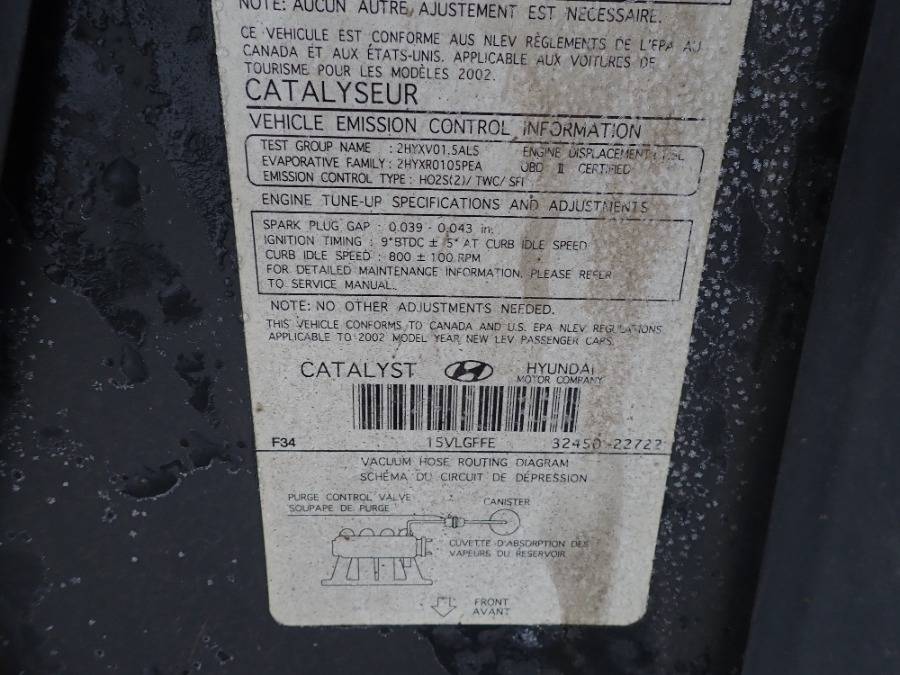 NOTE: AUCUN AUTRE AJUSTEMENT EST NÉCESSAIRE.
CE VEHICULE EST CONFORME AUS NLEV RÈGLEMENTS DE L'EPA AU
CANADA ET AUX ÉTATS-UNIS. APPLICABLE AUX VOITURES DE
TOURISME POUR LES MODÈLES 2002.
CATALYSEUR
VEHICLE EMISSION CONTROL INFORMATION
TEST GROUP NAME : 2HYXV01.5AL5 ENGINE DISPLACEMENT
EVAPORATIVE FAMILY : 2HYXR0105PEA OBD II CERTIFIED
EMISSION CONTROL TYPE : HO2S(2)/ TWC/ SFI
ENGINE TUNE-UP SPECIFICATIONS AND ADJUSTMENTS
SPARK PLUG GAP : 0.039 - 0.043 in.
IGNITION TIMING : 9°BTDC ± 5° AT CURB IDLE SPEED
CURB IDLE SPEED : 800 ± 100 RPM
FOR DETAILED MAINTENANCE INFORMATION, PLEASE REFER
TO SERVICE MANUAL.
NOTE: NO OTHER ADJUSTMENTS NEEDED.
THIS VEHICLE CONFORMS TO CANADA AND U.S. EPA NLEV REGULATIONS
APPLICABLE TO 2002 MODEL YEAR NEW LEV PASSENGER CARS.
CATALYST HYUNDAI
MOTOR COMPANY
F34 15VLGFFE 32450-22722
VACUUM HOSE ROUTING DIAGRAM
SCHÉMA DU CIRCUIT DE DÉPRESSION
PURGE CONTROL VALVE CANISTER
SOUPAPE DE PURGE
CUVETTE D'ABSORPTION DES
VAPEURS DU RESERVOIR
FRONT
AVANT